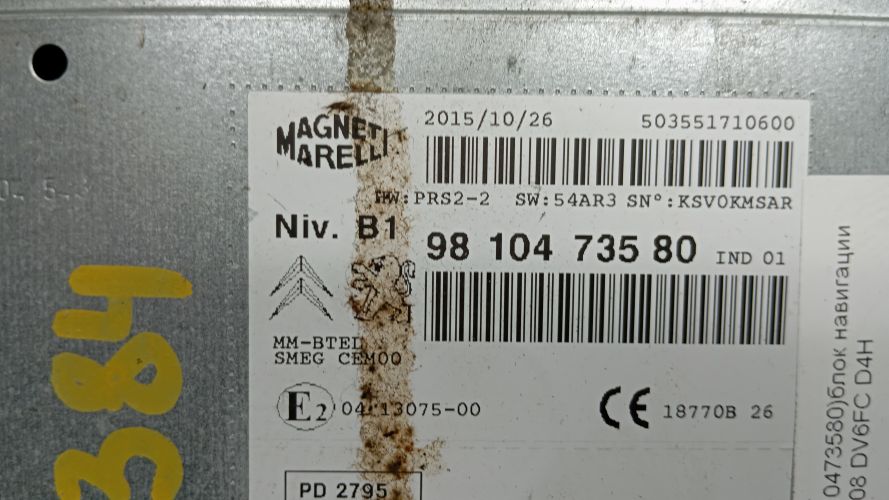 MAGNETI
MARELLI
2015/10/26 503551710600
HW:PRS2-2 SW:54AR3 SN°:KSV0KMSAR
Niv. B1
98 104 735 80 IND 01
MM-BTEL
SMEG CEM00
E2 13075-00
CE 18770B 26
PD 2795
384
0473580)блок навигации
08 DV6FC D4H